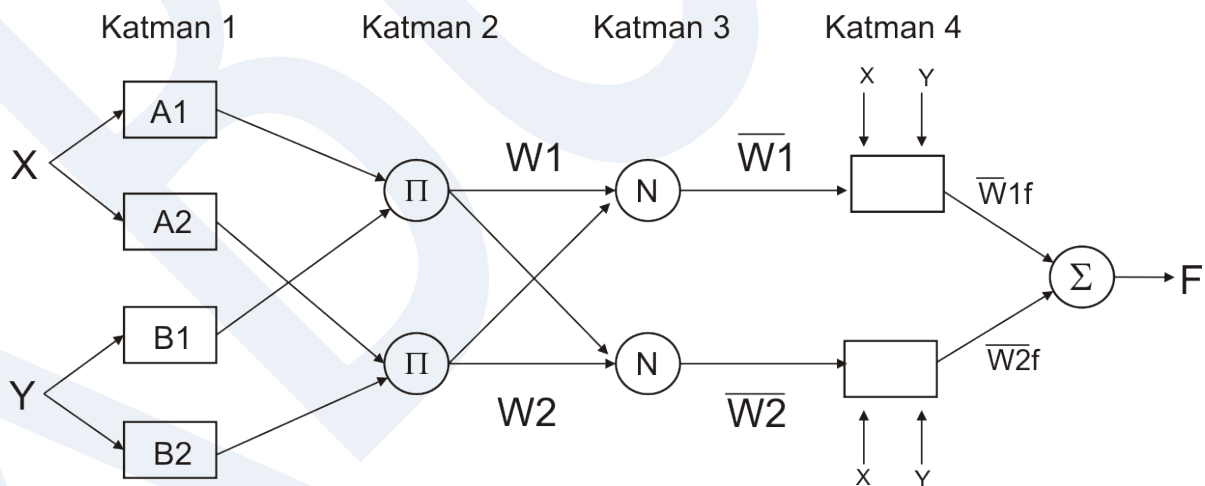 Katman 1 Katman 2 Katman 3 Katman 4
X Y
A1
W1 W̅1
X
Π N
W̅1f
A2
Σ F
B1
Π N
W̅2f
Y
W2 W̅2
B2
X Y